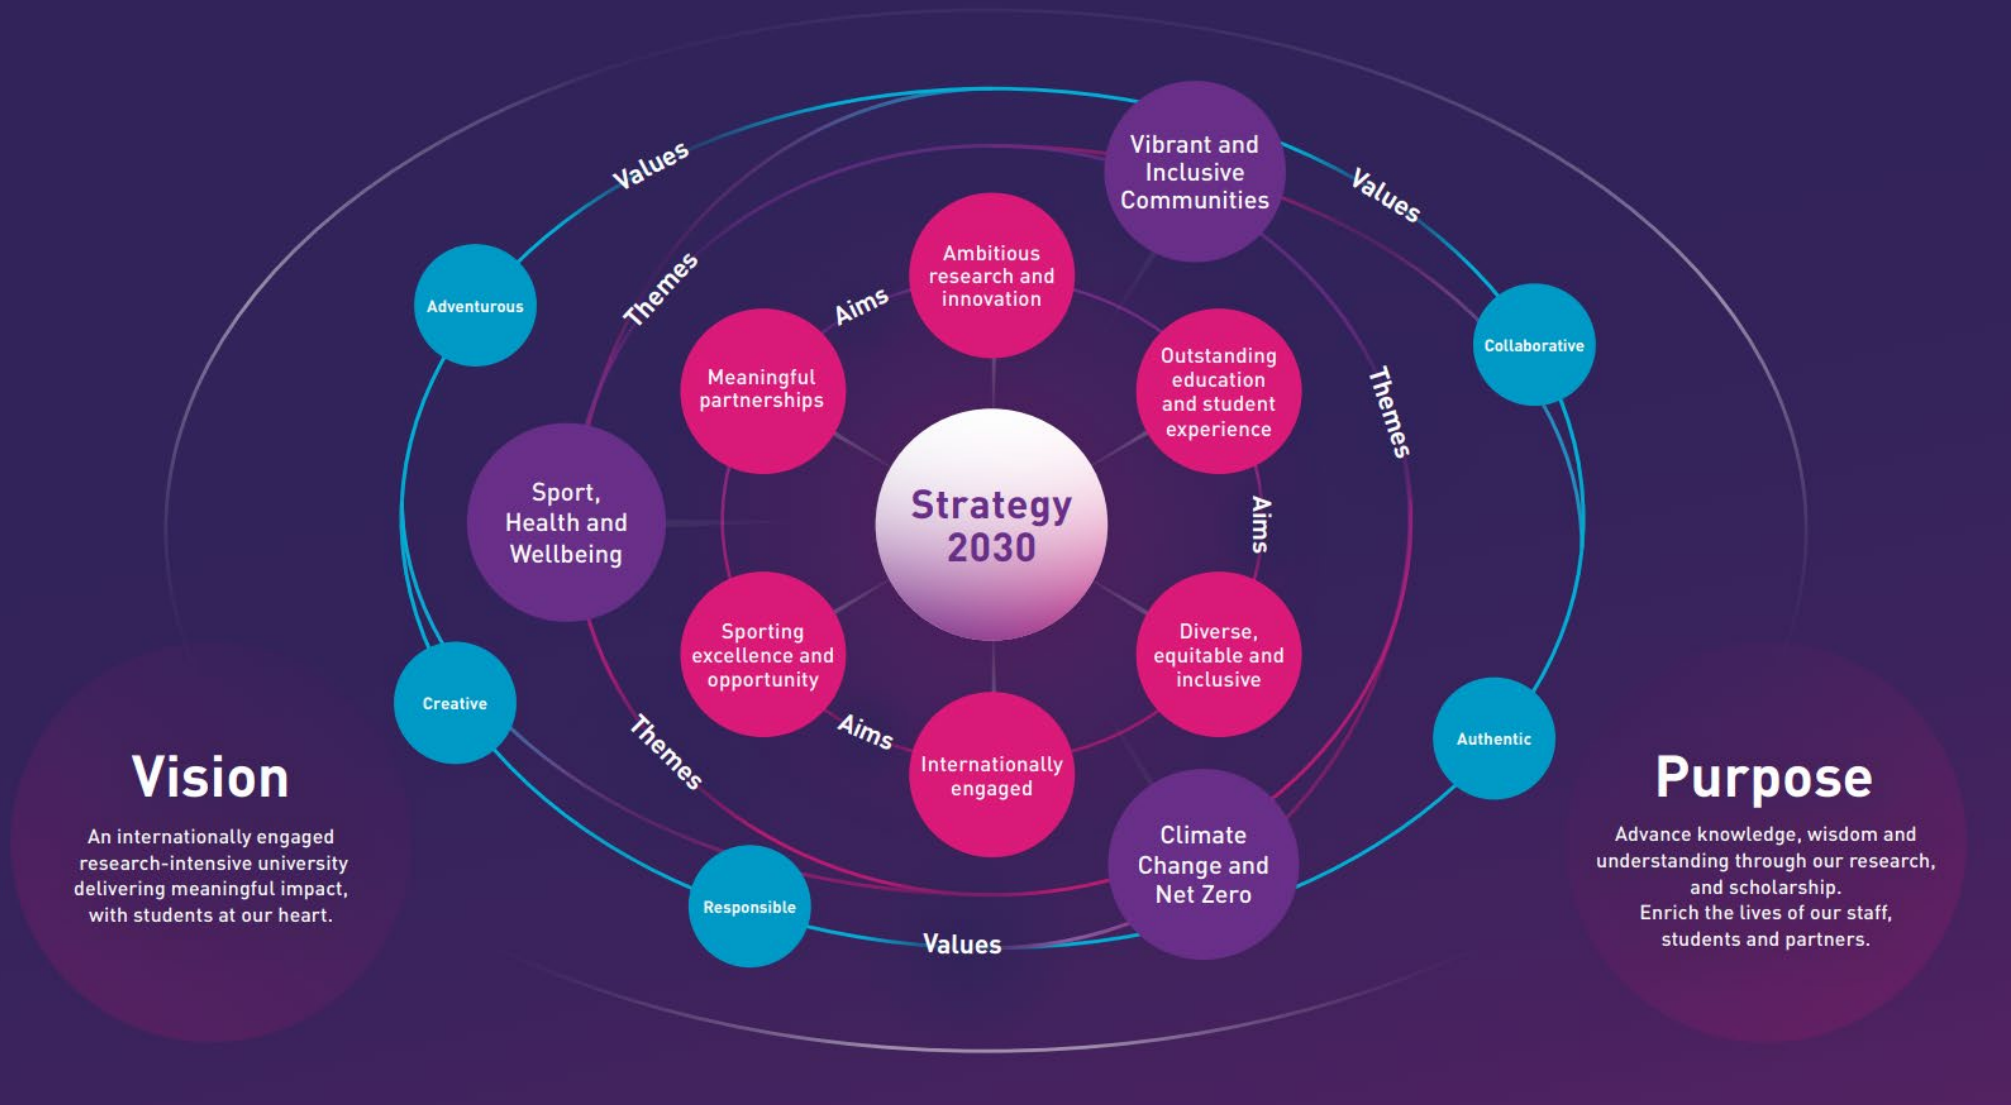 Values
Vibrant and
Inclusive
Communities
Values
Themes
Aims
Ambitious
research and
innovation
Adventurous
Collaborative
Meaningful
partnerships
Outstanding
education
and student
experience
Themes
Sport,
Health and
Wellbeing
Strategy
2030
Aims
Sporting
excellence and
opportunity
Diverse,
equitable and
inclusive
Creative
Themes
Aims
Internationally
engaged
Authentic
Climate
Change and
Net Zero
Responsible
Values
Vision
An internationally engaged
research-intensive university
delivering meaningful impact,
with students at our heart.
Purpose
Advance knowledge, wisdom and
understanding through our research,
and scholarship.
Enrich the lives of our staff,
students and partners.